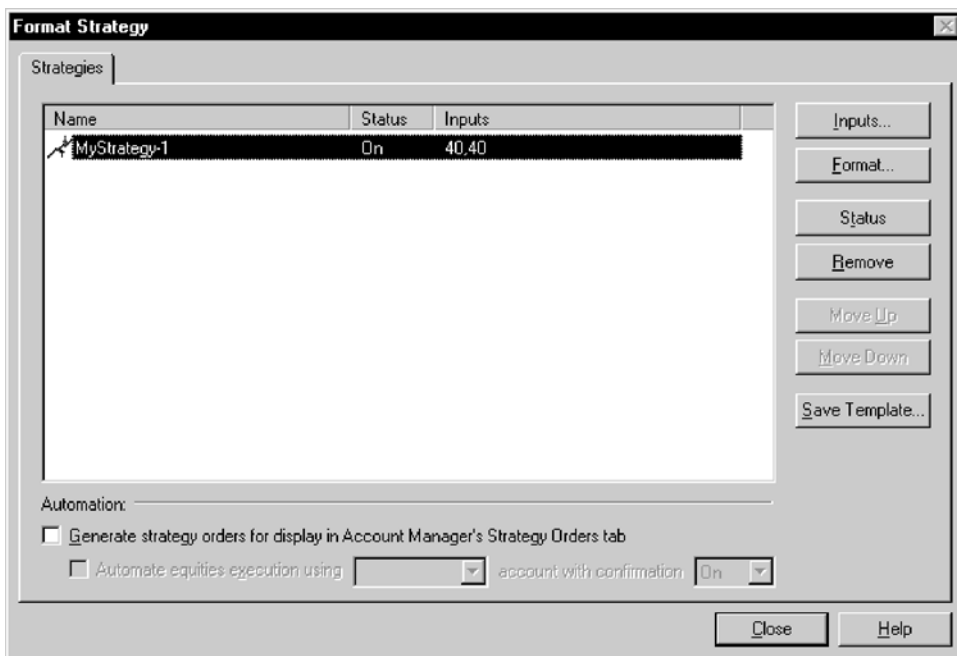 Format Strategy
Strategies
Name Status Inputs
MyStrategy-1 On 40,40
Inputs...
Format...
Status
Remove
Move Up
Move Down
Save Template...
Automation:
Generate strategy orders for display in Account Manager's Strategy Orders tab
Automate equities execution using account with confirmation On
Close Help